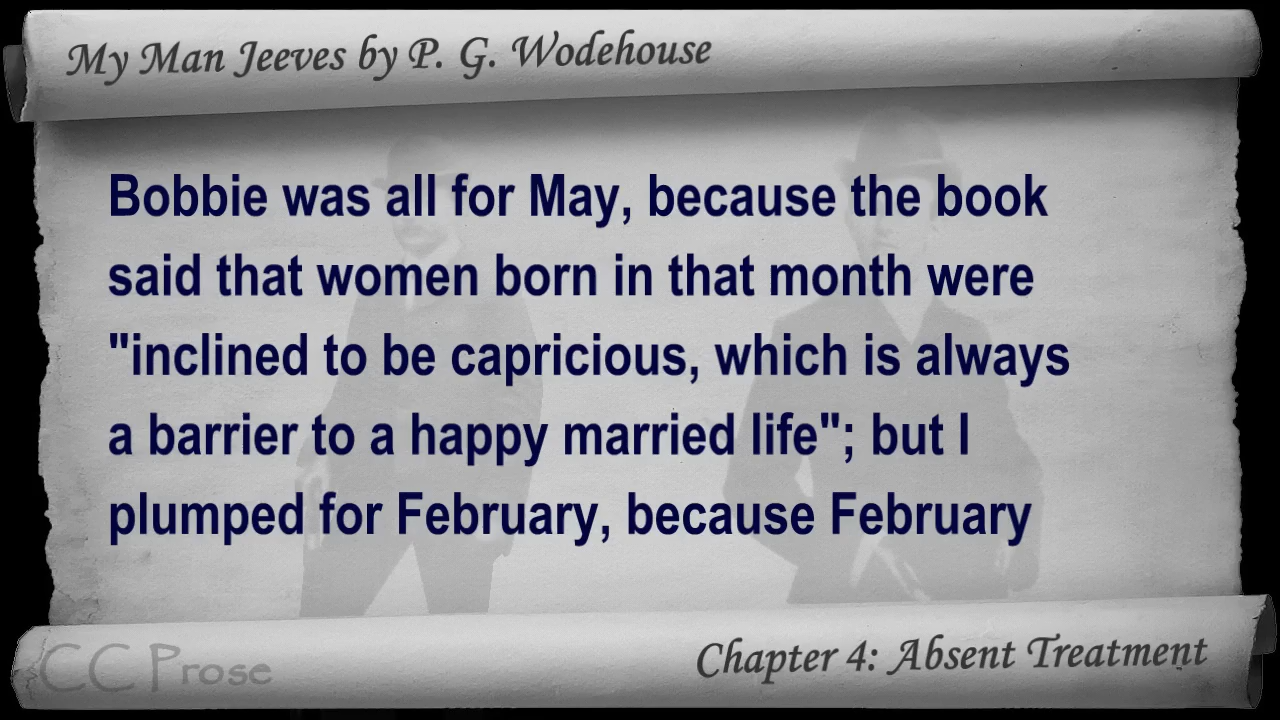 My Man Jeeves by P. G. Wodehouse
Bobbie was all for May, because the book
said that women born in that month were
"inclined to be capricious, which is always
a barrier to a happy married life"; but I
plumped for February, because February
CC Prose
Chapter 4: Absent Treatment